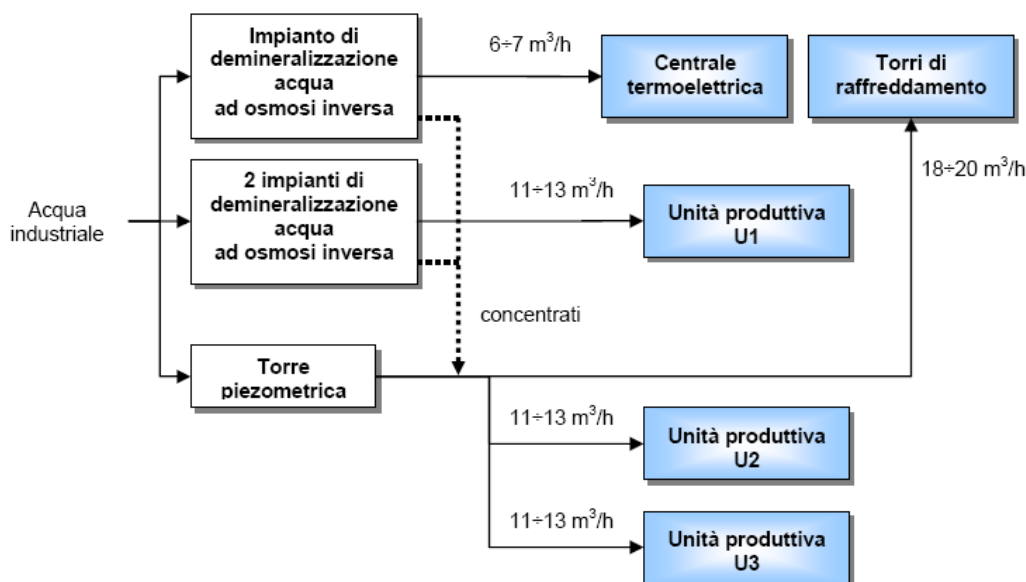 Impianto di
demineralizzazione
acqua
ad osmosi inversa
6÷7 m³/h
Centrale
termoelettrica
Torri di
raffreddamento
18÷20 m³/h
2 impianti di
demineralizzazione
acqua
ad osmosi inversa
11÷13 m³/h
Unità produttiva
U1
Acqua
industriale
concentrati
Torre
piezometrica
11÷13 m³/h
Unità produttiva
U2
11÷13 m³/h
Unità produttiva
U3